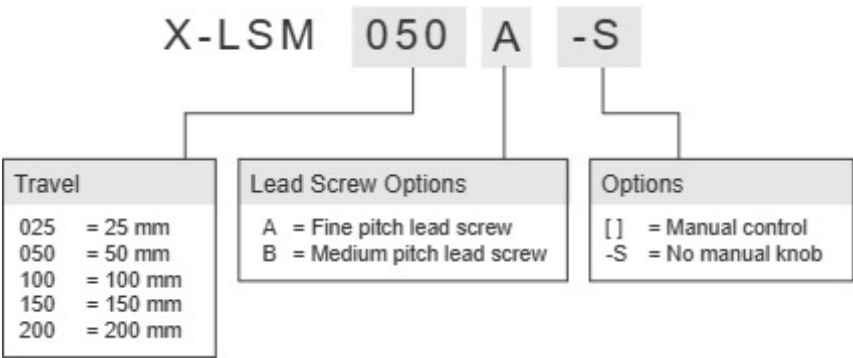 X-LSM 050 A -S
Travel
025 = 25 mm
050 = 50 mm
100 = 100 mm
150 = 150 mm
200 = 200 mm
Lead Screw Options
A = Fine pitch lead screw
B = Medium pitch lead screw
Options
[ ] = Manual control
-S = No manual knob